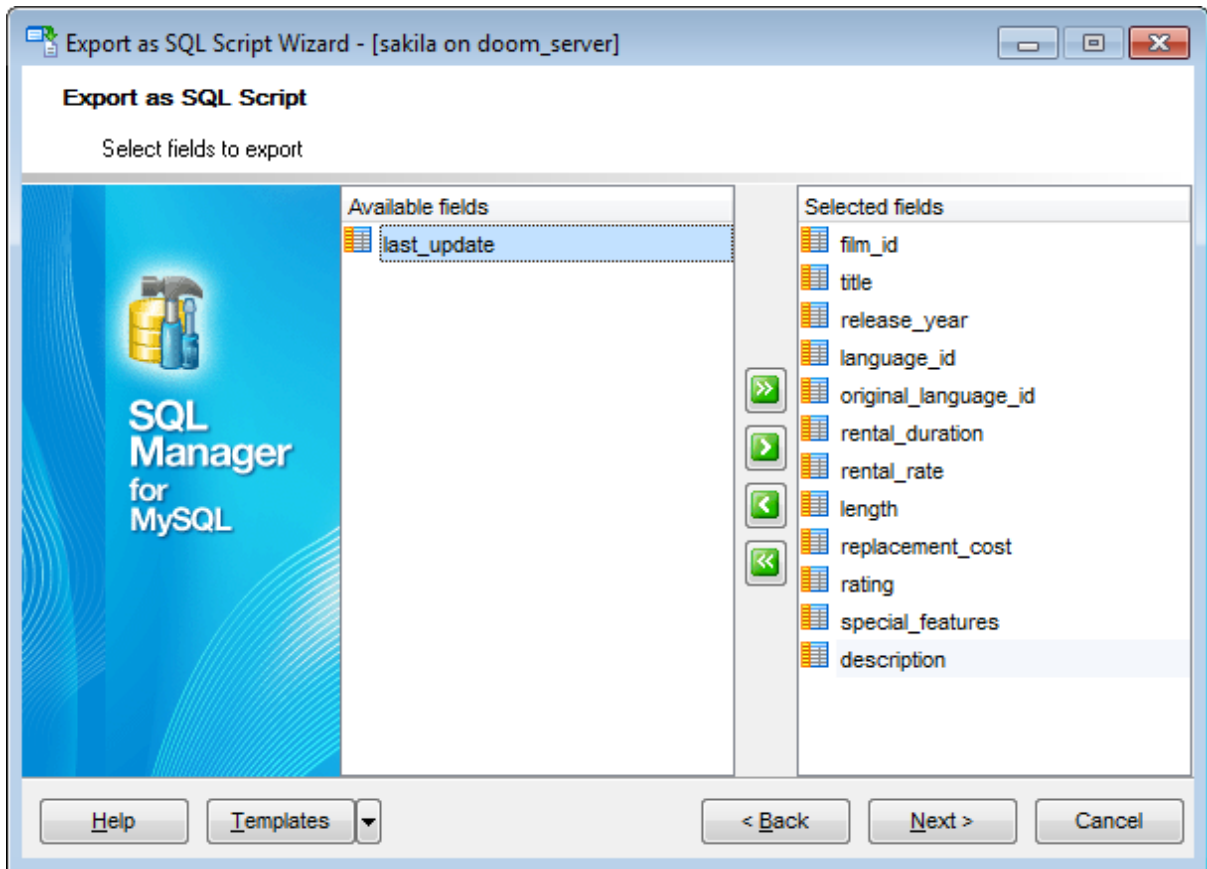 Export as SQL Script Wizard - [sakila on doom_server]
Export as SQL Script
Select fields to export
SQL
Manager
for
MySQL
Available fields
last_update
Selected fields
film_id
title
release_year
language_id
original_language_id
rental_duration
rental_rate
length
replacement_cost
rating
special_features
description
Help
Templates
< Back
Next >
Cancel